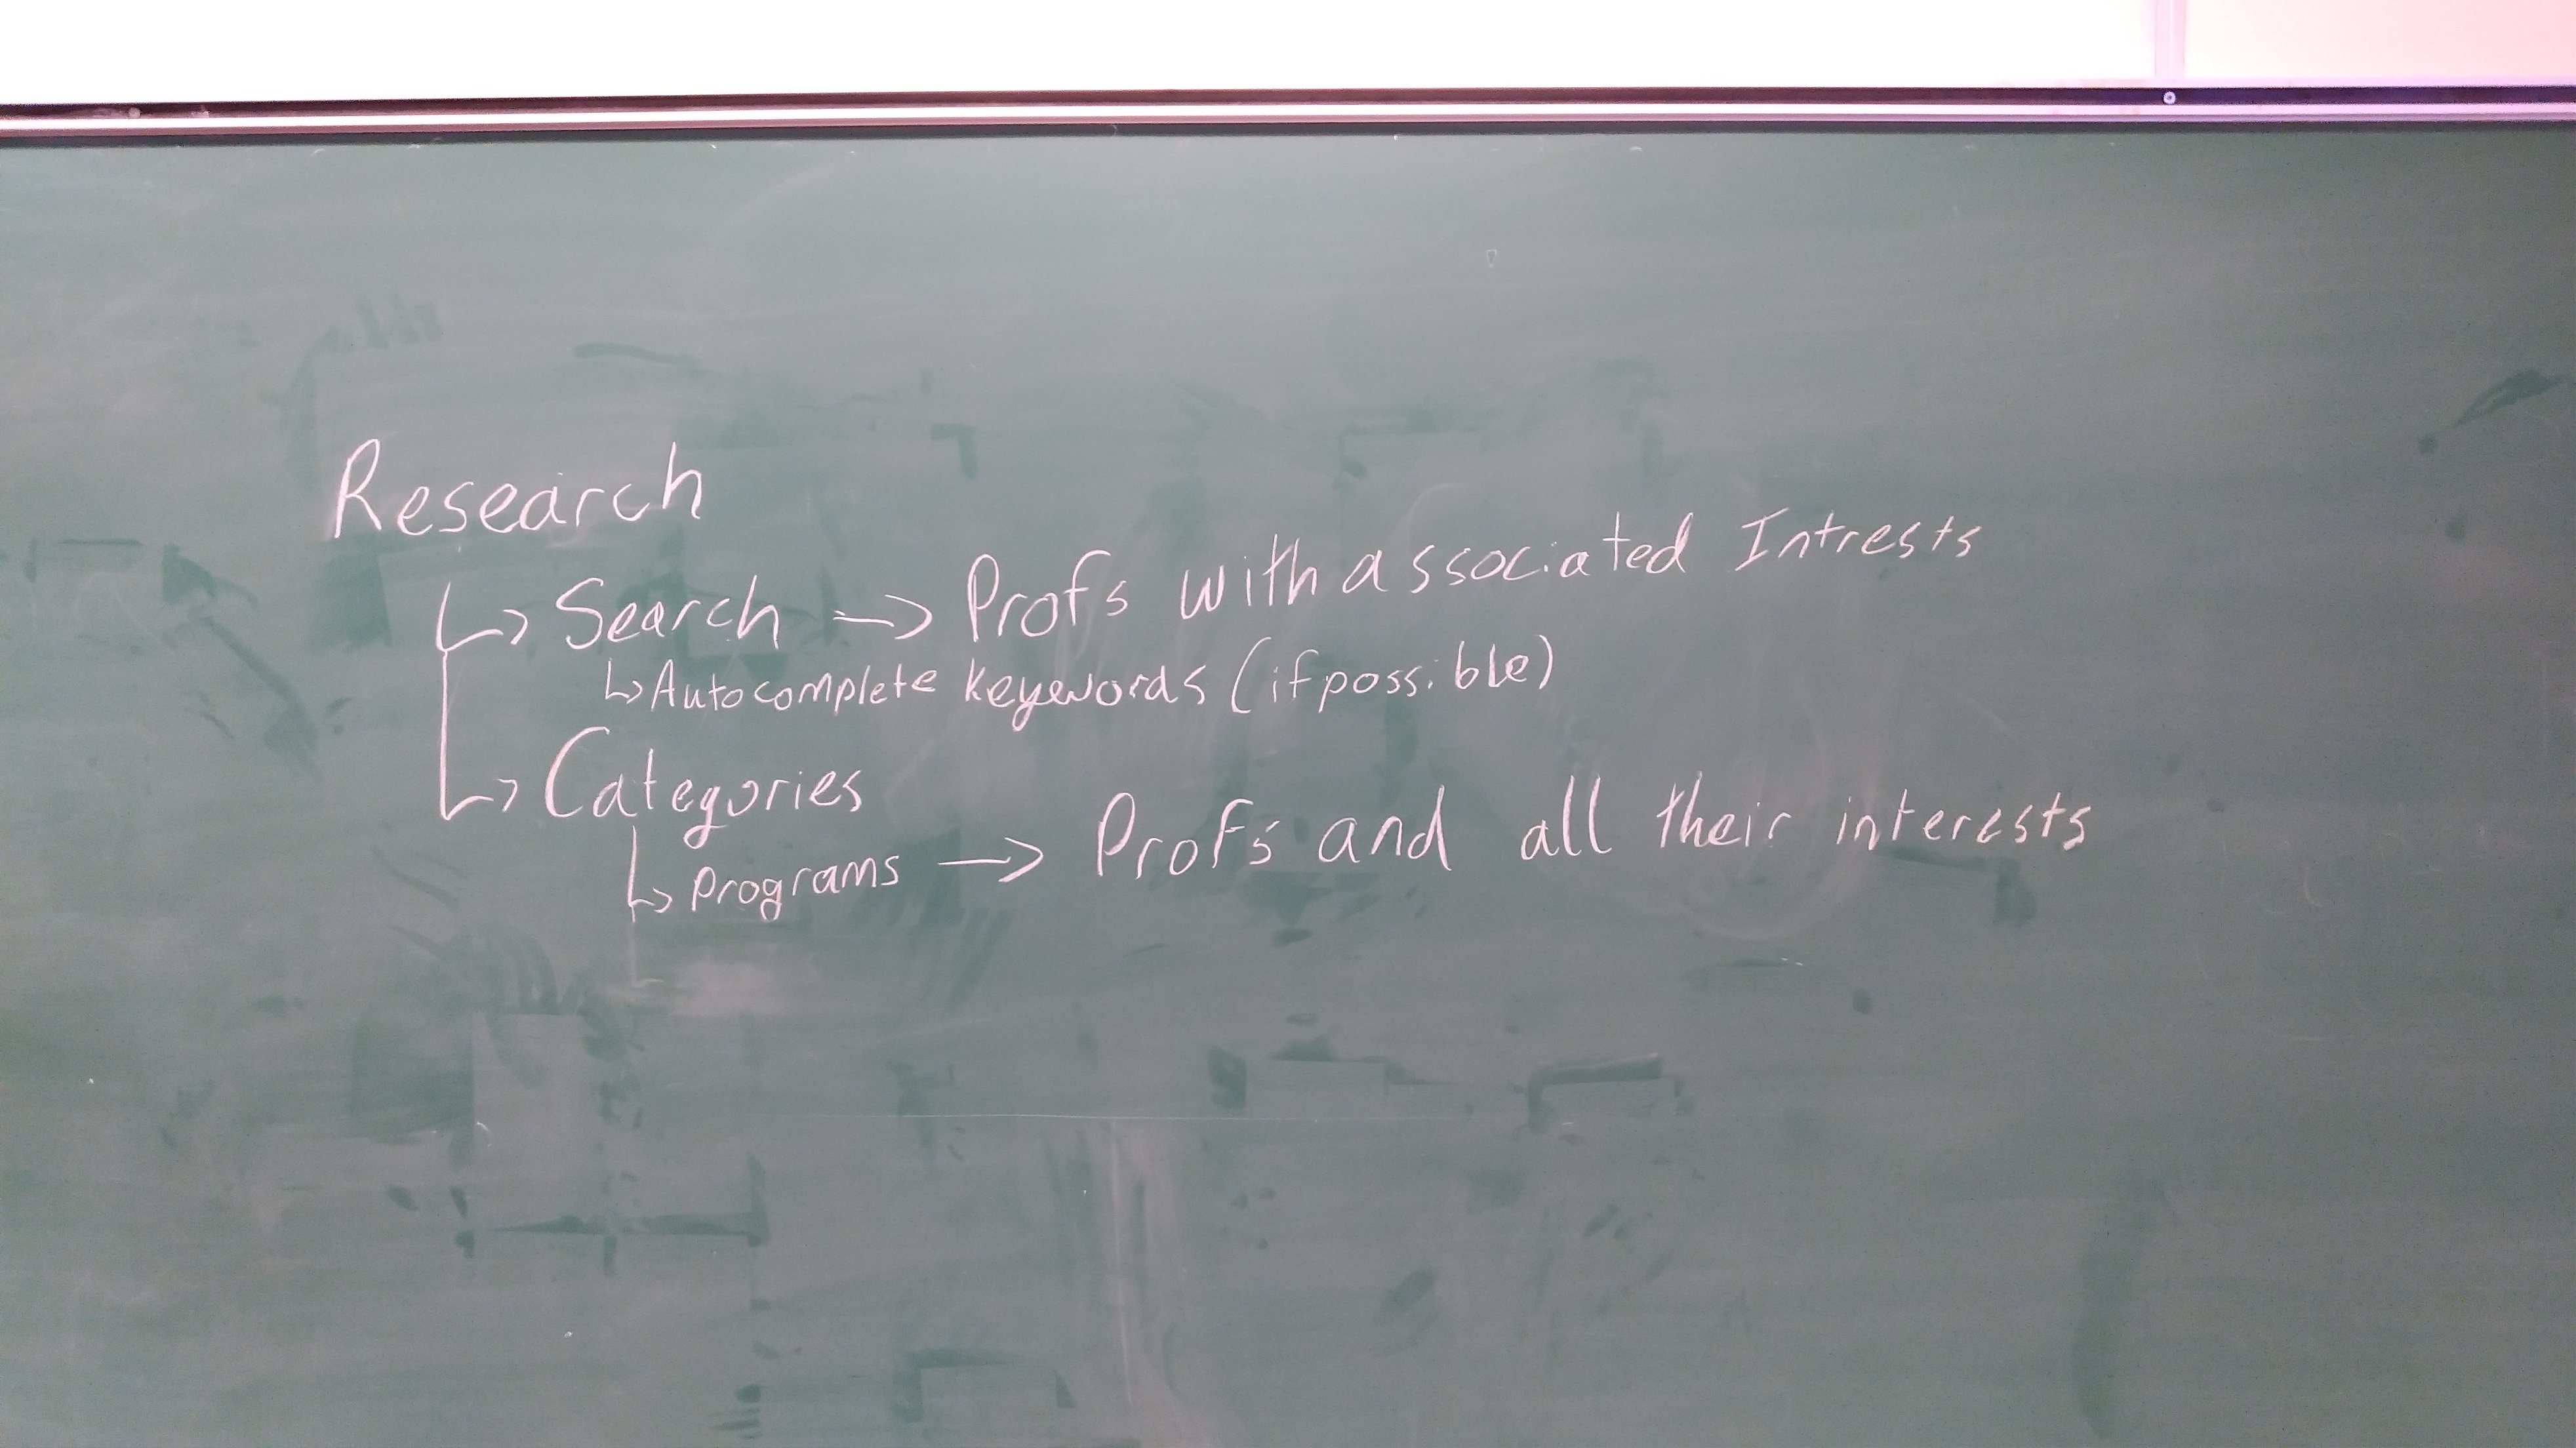 Research
↳ Search → Profs with associated Intrests
↳ Autocomplete keywords (if possible)
↳ Categories
↳ Programs → Profs and all their interests